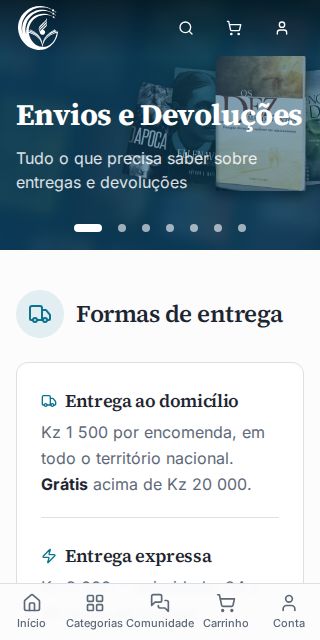 Envios e Devoluções
Tudo o que precisa saber sobre
entregas e devoluções
Formas de entrega
Entrega ao domicílio
Kz 1 500 por encomenda, em
todo o território nacional.
Grátis acima de Kz 20 000.
Entrega expressa
Início
Categorias
Comunidade
Carrinho
Conta